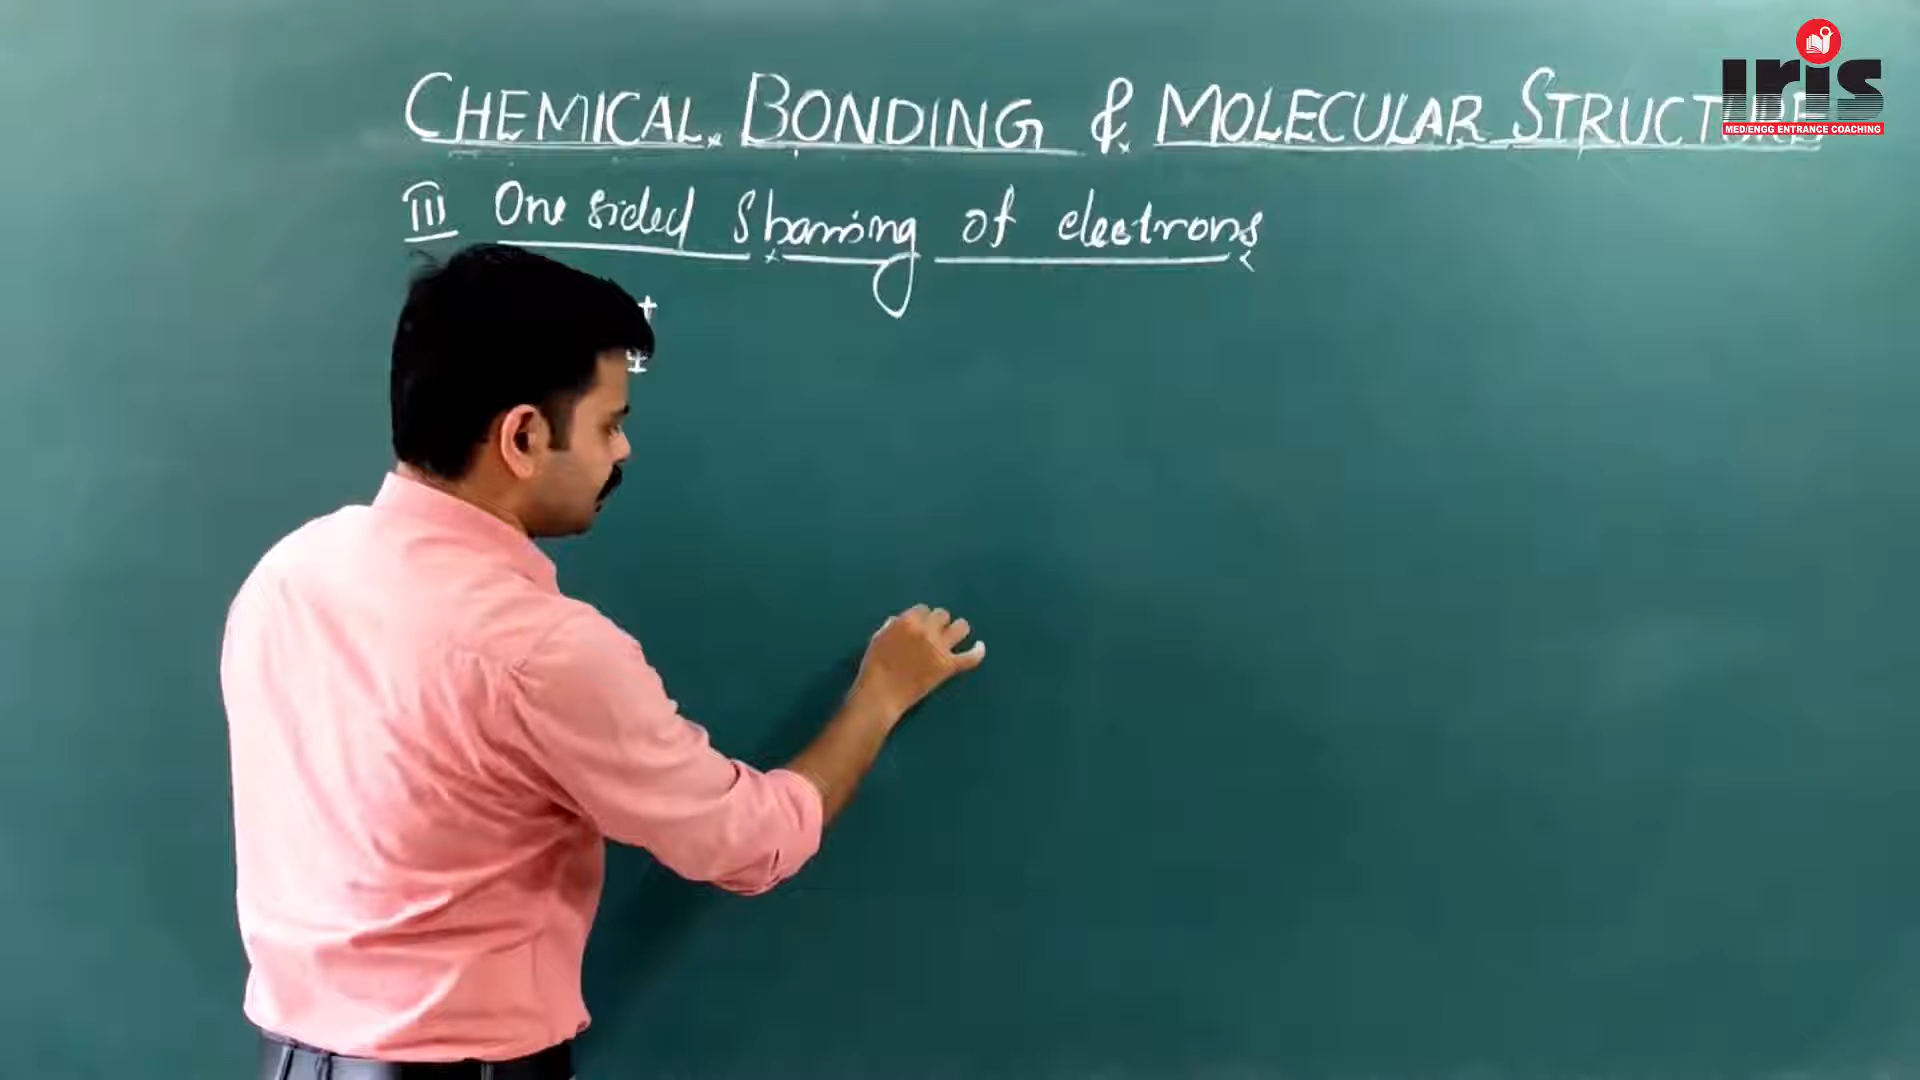 CHEMICAL BONDING & MOLECULAR STRUCTURE
III One sided Sharing of electrons
+
iris
MED/ENGG ENTRANCE COACHING